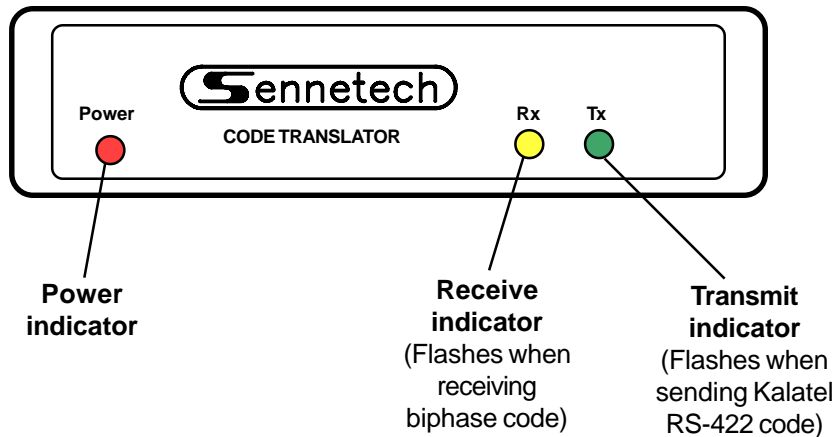 Sennetech
Power
CODE TRANSLATOR
Rx Tx
Power
indicator
Receive
indicator
(Flashes when
receiving
biphase code)
Transmit
indicator
(Flashes when
sending Kalatel
RS-422 code)